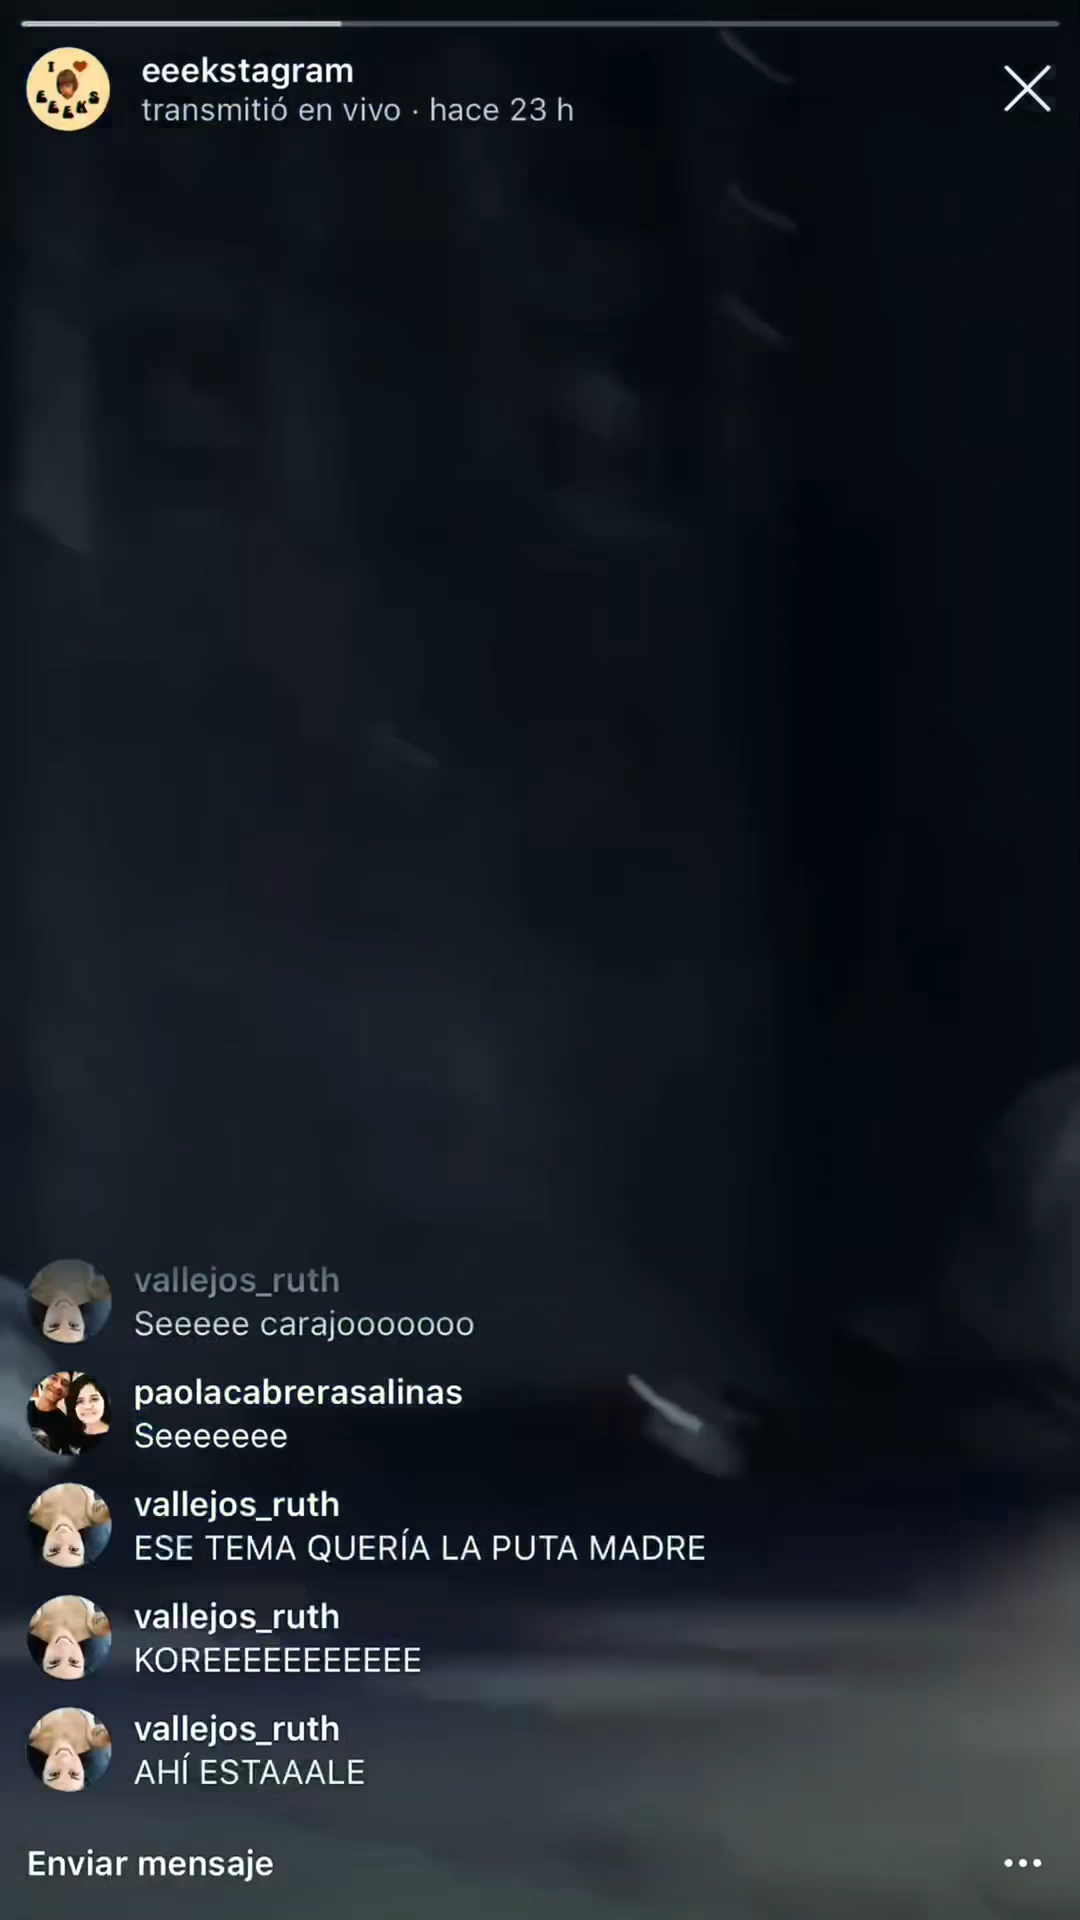 I ❤
EEEKS
eeekstagram
transmitió en vivo · hace 23 h
vallejos_ruth
Seeeee carajooooooo
paolacabrerasalinas
Seeeeeee
vallejos_ruth
ESE TEMA QUERÍA LA PUTA MADRE
vallejos_ruth
KOREEEEEEEEEEE
vallejos_ruth
AHÍ ESTAAALE
Enviar mensaje